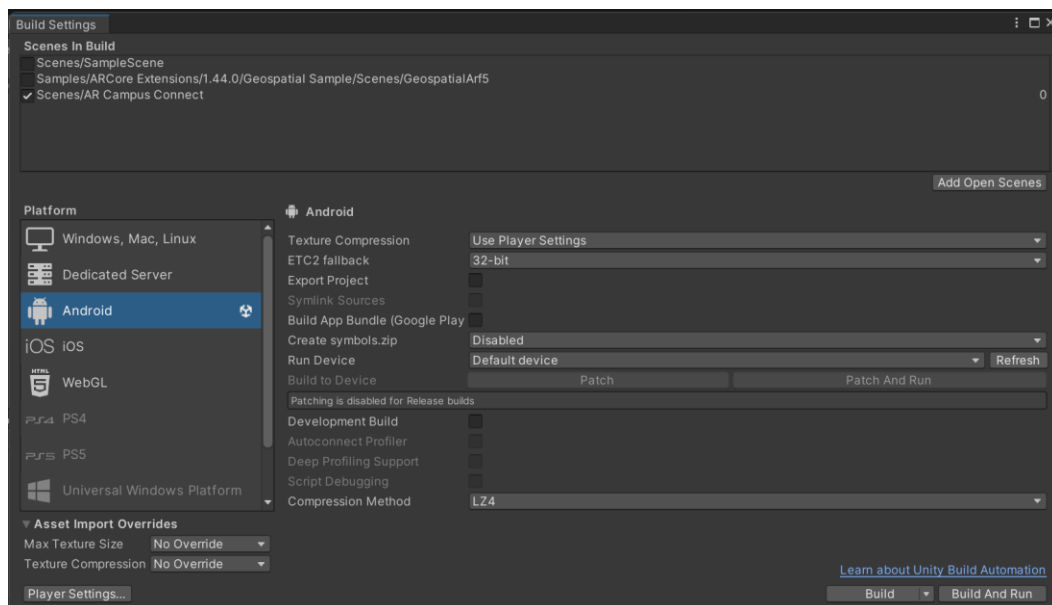 Build Settings
Scenes In Build
Scenes/SampleScene
Samples/ARCore Extensions/1.44.0/Geospatial Sample/Scenes/GeospatialArf5
Scenes/AR Campus Connect 0
Add Open Scenes
Platform
Windows, Mac, Linux
Dedicated Server
Android
iOS iOS
HTML 5 WebGL
PS4 PS4
PS5 PS5
Universal Windows Platform
Android
Texture Compression Use Player Settings
ETC2 fallback 32-bit
Export Project
Symlink Sources
Build App Bundle (Google Play
Create symbols.zip Disabled
Run Device Default device Refresh
Build to Device Patch Patch And Run
Patching is disabled for Release builds
Development Build
Autoconnect Profiler
Deep Profiling Support
Script Debugging
Compression Method LZ4
Asset Import Overrides
Max Texture Size No Override
Texture Compression No Override
Learn about Unity Build Automation
Player Settings... Build Build And Run